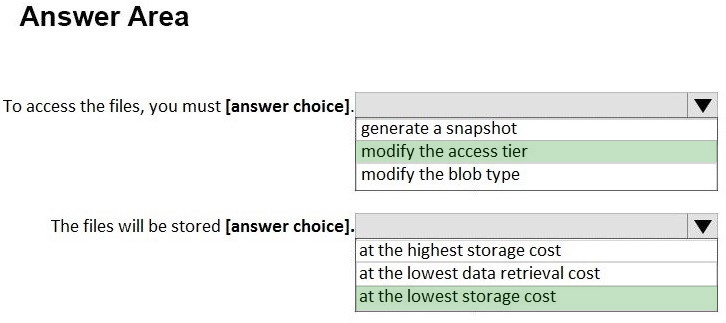 Answer Area
To access the files, you must [answer choice].
generate a snapshot
modify the access tier
modify the blob type
The files will be stored [answer choice].
at the highest storage cost
at the lowest data retrieval cost
at the lowest storage cost